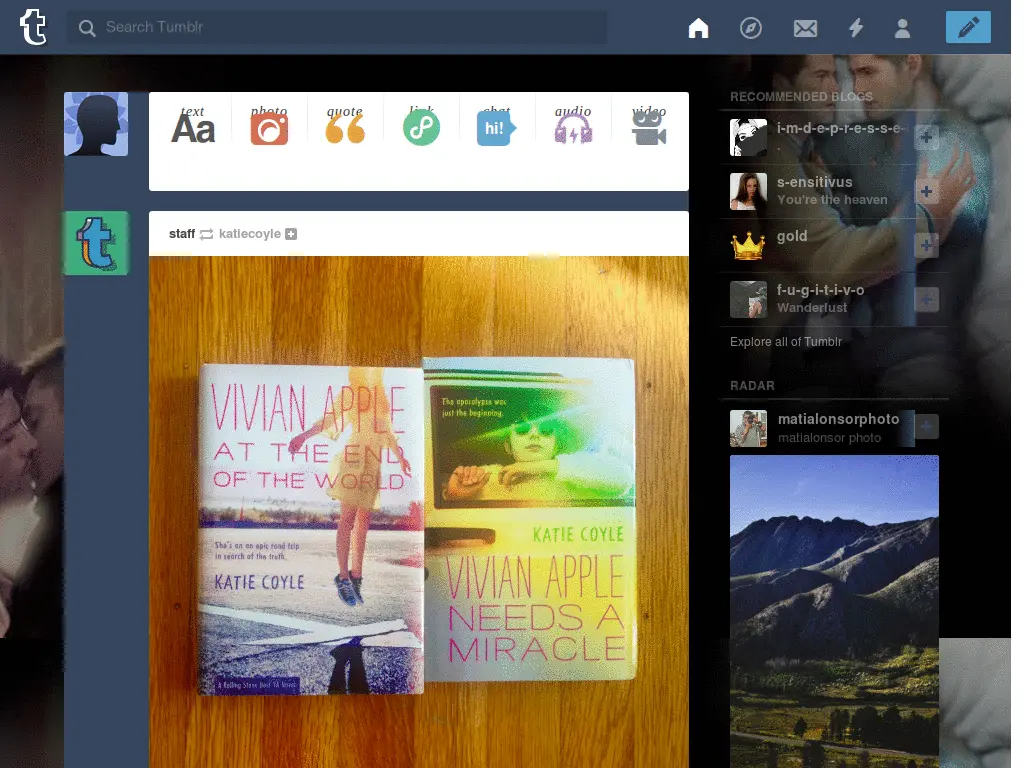 Search Tumblr
text
photo
quote
link
chat
audio
video
Aa
hi!
staff katiecoyle
VIVIAN APPLE
AT THE END
OF THE WORLD
She's on an epic road trip
in search of the truth.
KATIE COYLE
A Rolling Stone Best YA Novel
The apocalypse was
just the beginning.
KATIE COYLE
VIVIAN APPLE
NEEDS A
MIRACLE
RECOMMENDED BLOGS
i-m-d-e-p-r-e-s-s-e-
.
s-ensitivus
You're the heaven
gold
f-u-g-i-t-i-v-o
Wanderlust
Explore all of Tumblr
RADAR
matialonsorphoto
matialonsor photo